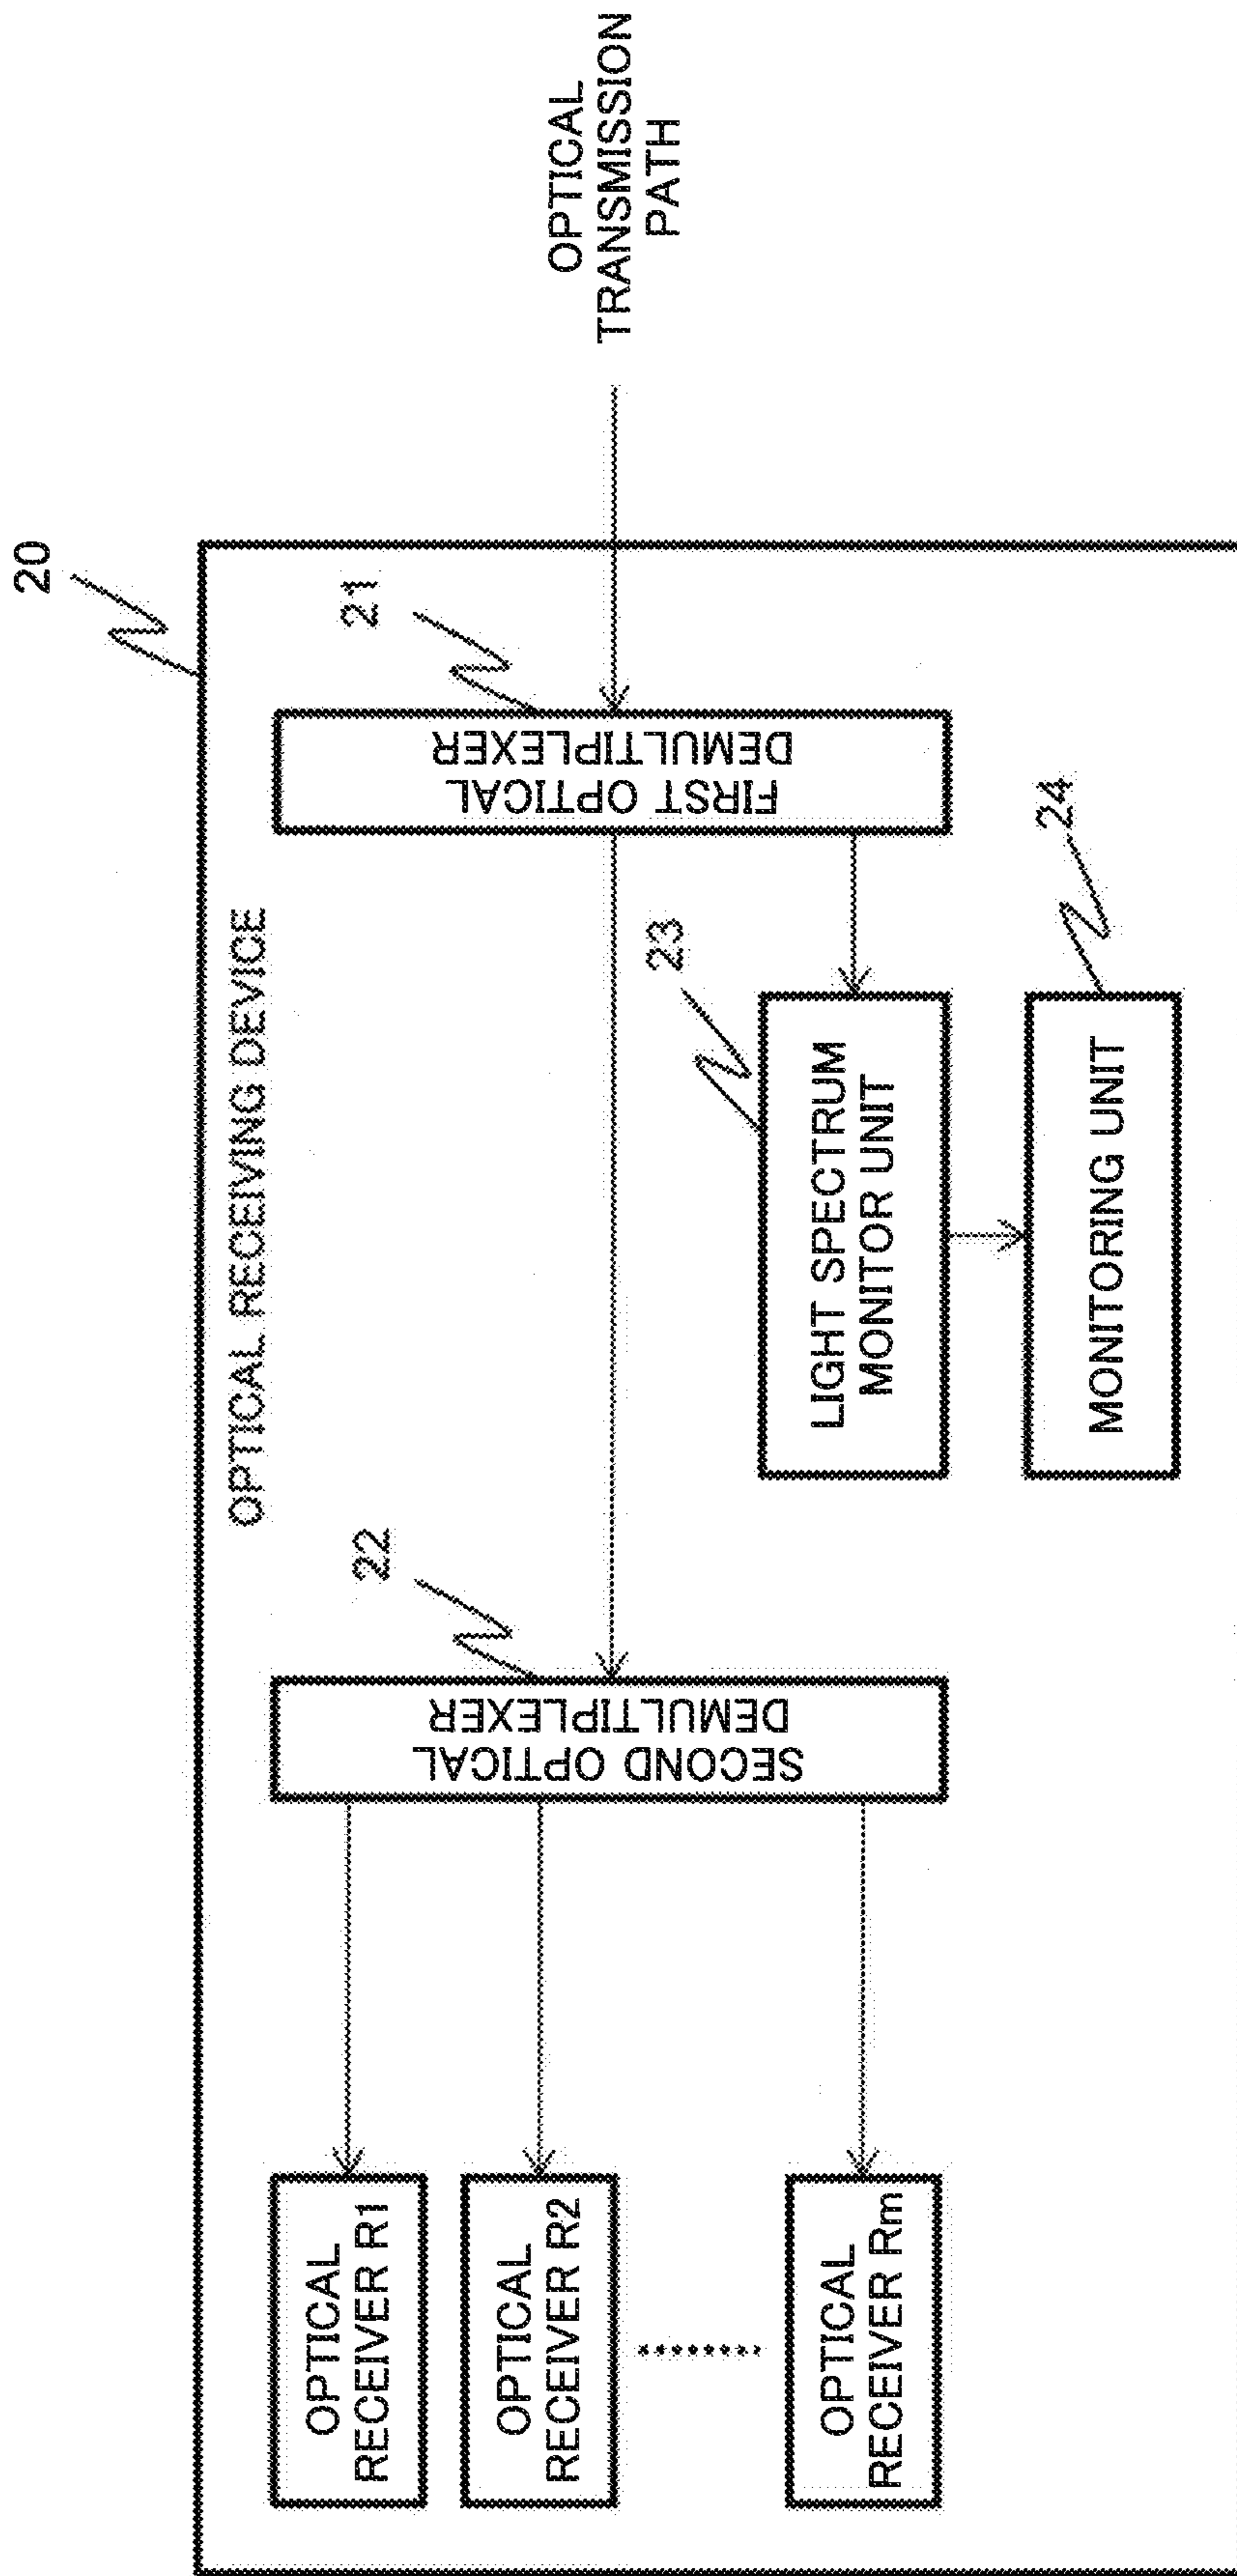 20
OPTICAL RECEIVING DEVICE
OPTICAL
RECEIVER R1
OPTICAL
RECEIVER R2
OPTICAL
RECEIVER Rm
22
SECOND OPTICAL
DEMULTIPLEXER
23
LIGHT SPECTRUM
MONITOR UNIT
MONITORING UNIT
24
21
FIRST OPTICAL
DEMULTIPLEXER
OPTICAL
TRANSMISSION
PATH